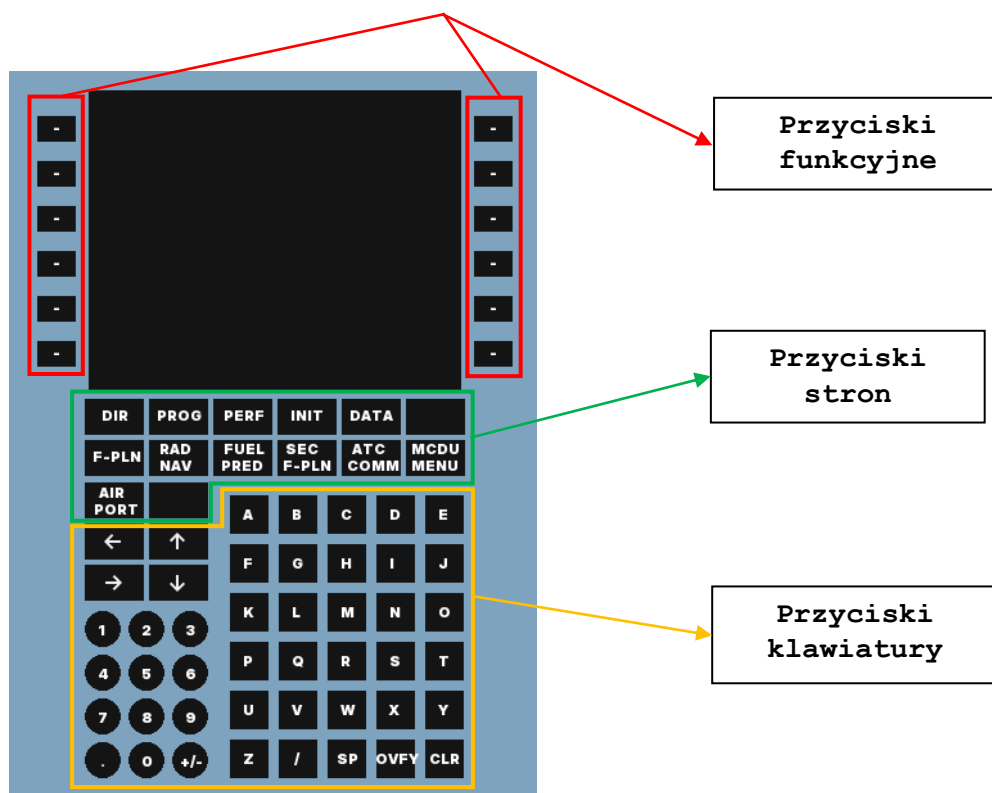 Przyciski
funkcyjne
- -
- -
- -
- -
- -
- -
Przyciski
stron
DIR PROG PERF INIT DATA
F-PLN RAD NAV FUEL PRED SEC F-PLN ATC COMM MCDU MENU
AIR PORT
← ↑
→ ↓
A B C D E
F G H I J
K L M N O
P Q R S T
U V W X Y
Z / SP OVFY CLR
1 2 3
4 5 6
7 8 9
. 0 +/-
Przyciski
klawiatury